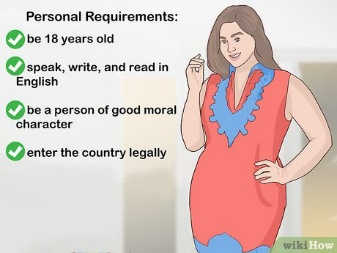 Personal Requirements:
be 18 years old
speak, write, and read in
English
be a person of good moral
character
enter the country legally
wikiHow